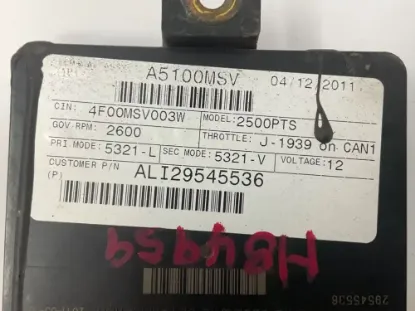 A5100MSV 04/12/2011
CIN: 4F00MSV003W MODEL: 2500PTS
GOV-RPM: 2600 THROTTLE: J-1939 on CAN1
PRI MODE: 5321-L SEC MODE: 5321-V VOLTAGE: 12
CUSTOMER P/N ALI29545536
(P)
H84959
29545536